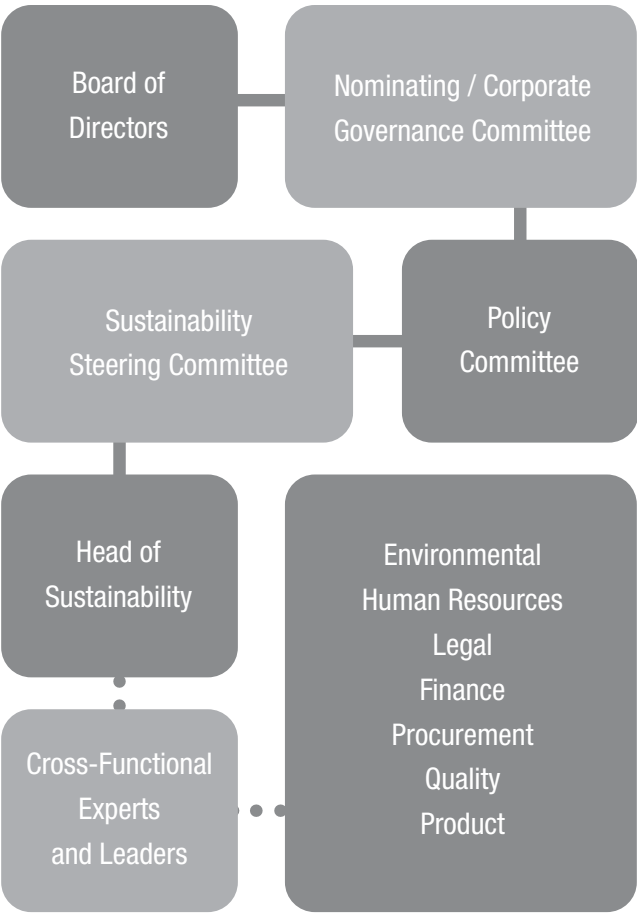 Board of
Directors
Nominating / Corporate
Governance Committee
Sustainability
Steering Committee
Policy
Committee
Head of
Sustainability
Environmental
Human Resources
Legal
Finance
Procurement
Quality
Product
Cross-Functional
Experts
and Leaders